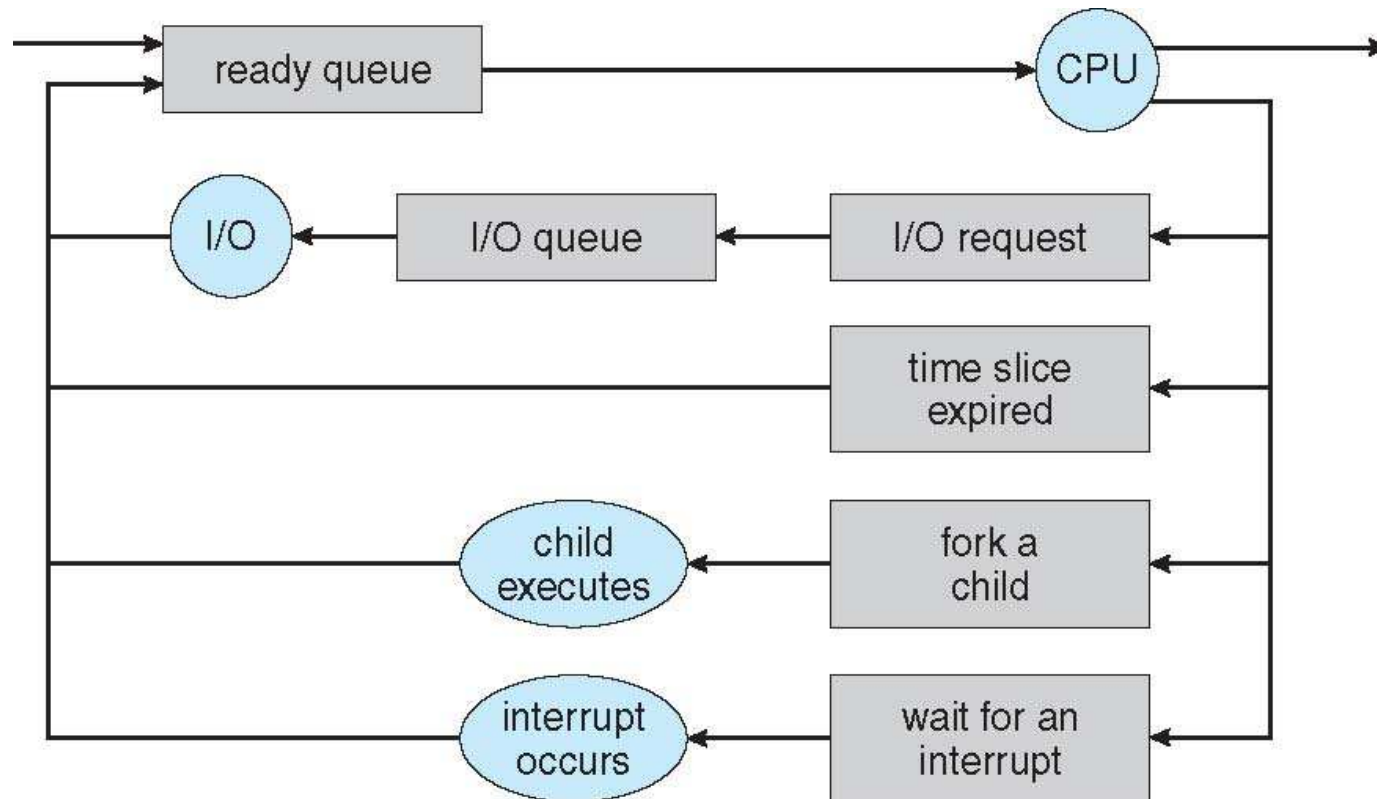 ready queue
CPU
I/O
I/O queue
I/O request
time slice
expired
child
executes
fork a
child
interrupt
occurs
wait for an
interrupt